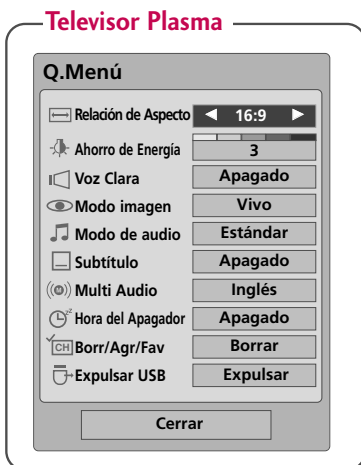 Televisor Plasma
Q.Menú
Relación de Aspecto ◀ 16:9 ▶
Ahorro de Energía 3
Voz Clara Apagado
Modo imagen Vivo
Modo de audio Estándar
Subtítulo Apagado
Multi Audio Inglés
Hora del Apagador Apagado
CH Borr/Agr/Fav Borrar
Expulsar USB Expulsar
Cerrar